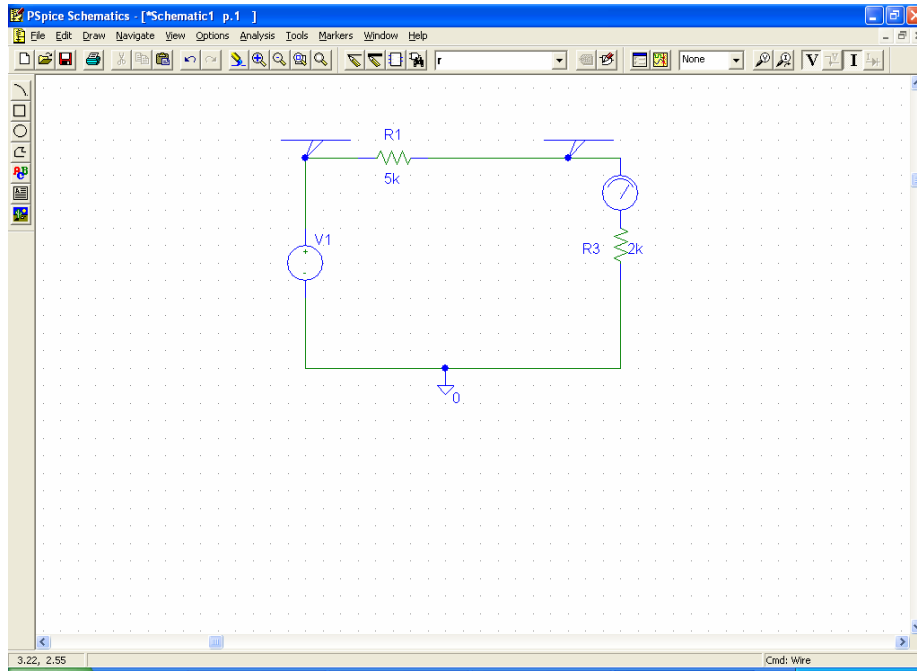 PSpice Schematics - [*Schematic1 p.1 ]
File Edit Draw Navigate View Options Analysis Tools Markers Window Help
r None V I
ABC
R1
5k
V1
+
-
R3 2k
0
3.22, 2.55 Cmd: Wire